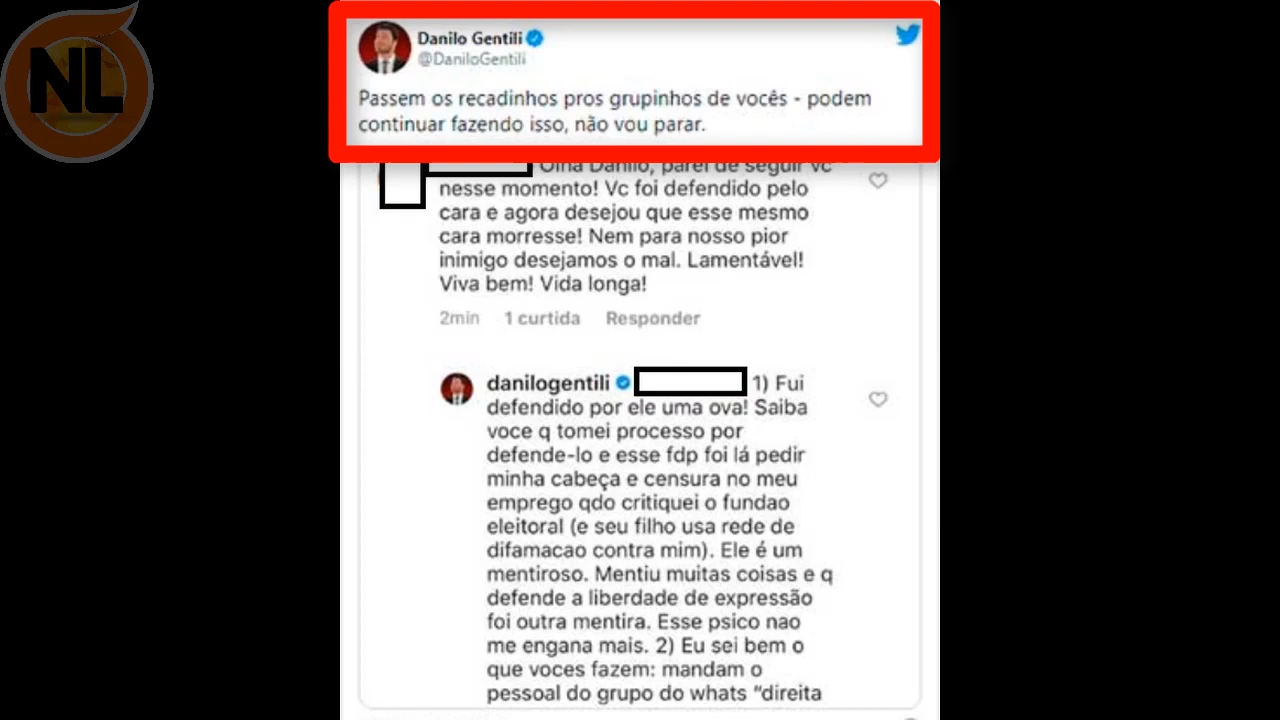 NL
Danilo Gentili
@DaniloGentili
Passem os recadinhos pros grupinhos de vocês - podem
continuar fazendo isso, não vou parar.
Olha Danilo, parei de seguir vc
nesse momento! Vc foi defendido pelo
cara e agora desejou que esse mesmo
cara morresse! Nem para nosso pior
inimigo desejamos o mal. Lamentável!
Viva bem! Vida longa!
2min 1 curtida Responder
danilogentili 1) Fui
defendido por ele uma ova! Saiba
voce q tomei processo por
defende-lo e esse fdp foi lá pedir
minha cabeça e censura no meu
emprego qdo critiquei o fundao
eleitoral (e seu filho usa rede de
difamacao contra mim). Ele é um
mentiroso. Mentiu muitas coisas e q
defende a liberdade de expressão
foi outra mentira. Esse psico nao
me engana mais. 2) Eu sei bem o
que voces fazem: mandam o
pessoal do grupo do whats “direita